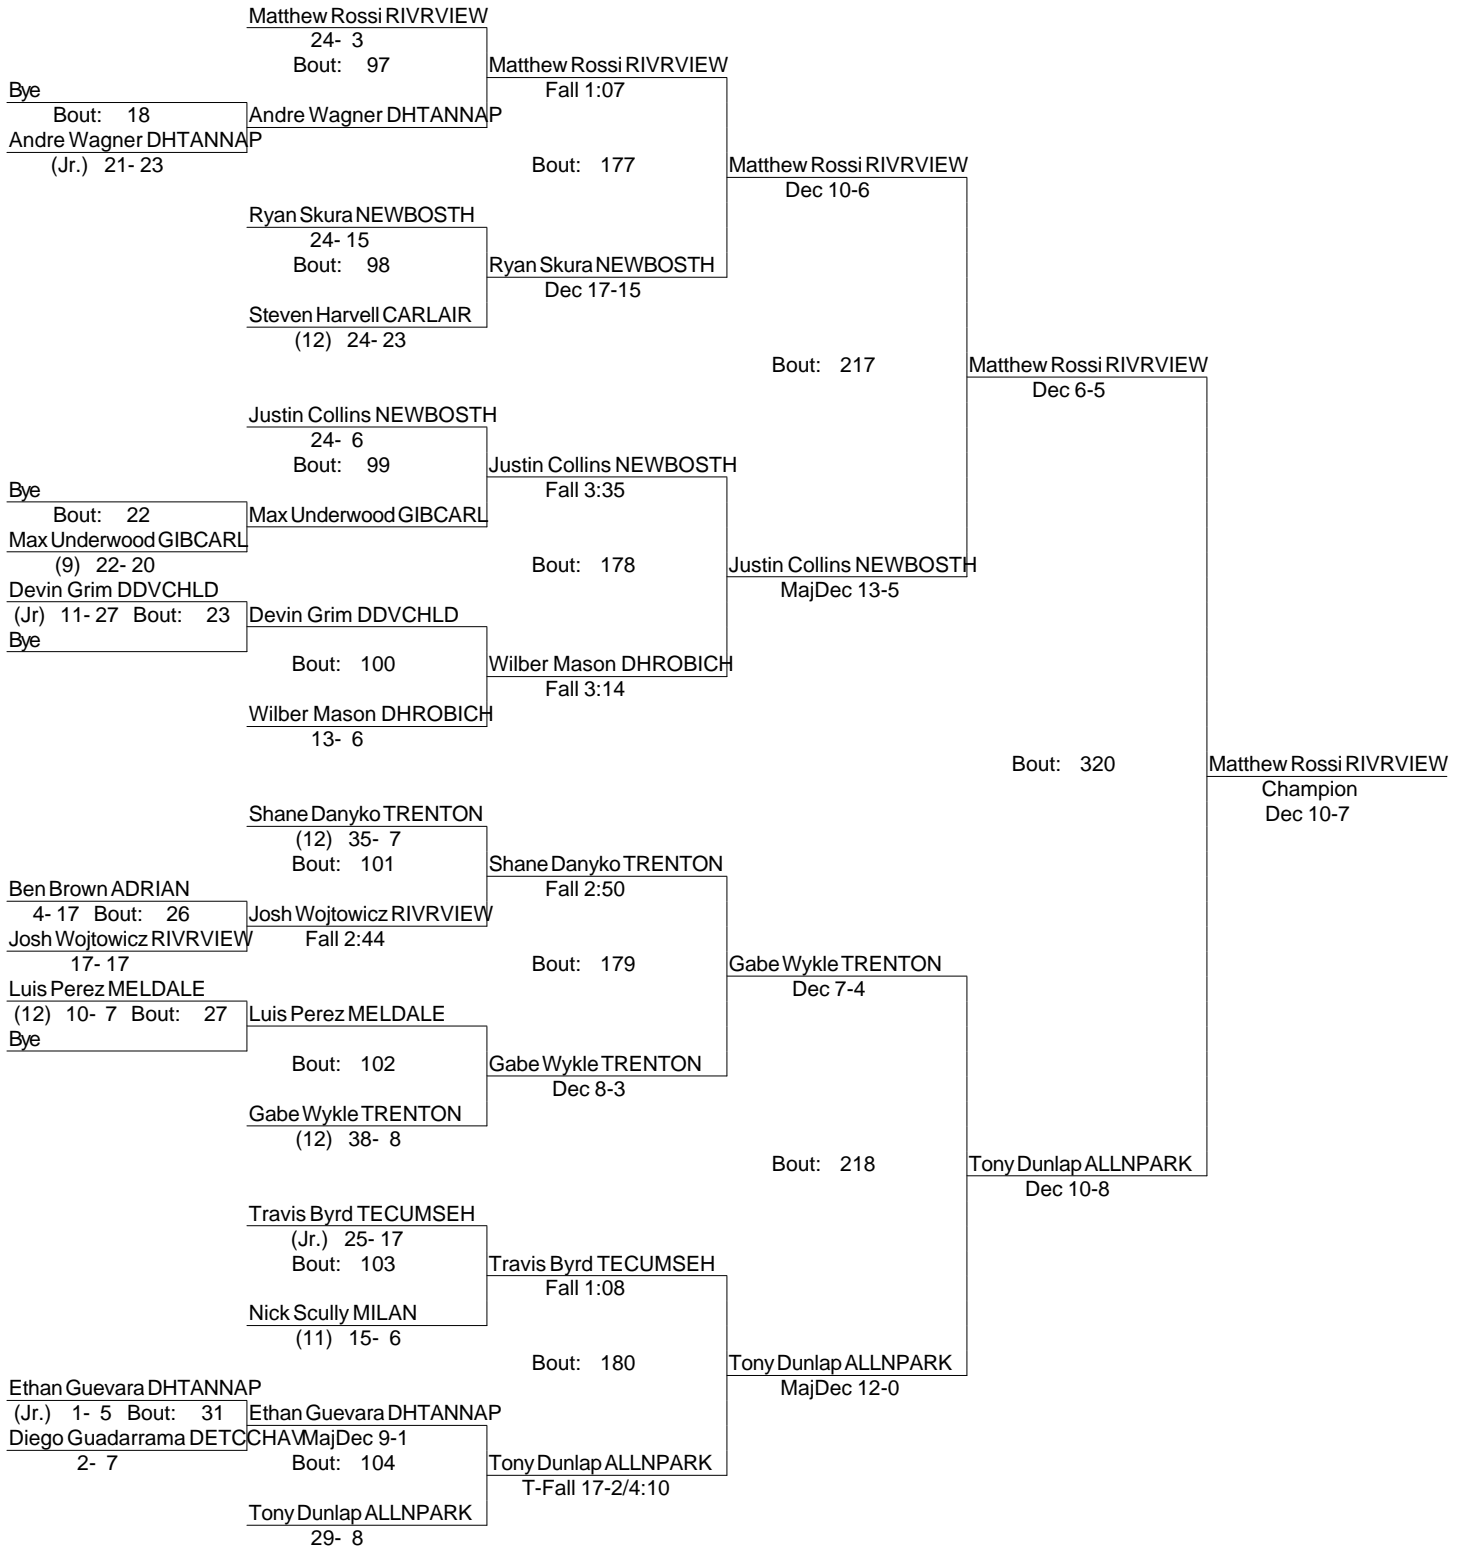 Matthew Rossi RIVRVIEW
24- 3
Bout: 97
Matthew Rossi RIVRVIEW
Bye
Fall 1:07
Bout: 18
Andre Wagner DHTANNAP
Andre Wagner DHTANNAP
(Jr.) 21- 23
Bout: 177
Matthew Rossi RIVRVIEW
Dec 10-6
Ryan Skura NEWBOSTH
24- 15
Bout: 98
Ryan Skura NEWBOSTH
Dec 17-15
Steven Harvell CARLAIR
(12) 24- 23
Bout: 217
Matthew Rossi RIVRVIEW
Dec 6-5
Justin Collins NEWBOSTH
24- 6
Bout: 99
Justin Collins NEWBOSTH
Bye
Fall 3:35
Bout: 22
Max Underwood GIBCARL
Max Underwood GIBCARL
(9) 22- 20
Bout: 178
Justin Collins NEWBOSTH
Devin Grim DDVCHLD
MajDec 13-5
(Jr) 11- 27 Bout: 23
Devin Grim DDVCHLD
Bye
Bout: 100
Wilber Mason DHROBICH
Fall 3:14
Wilber Mason DHROBICH
13- 6
Bout: 320
Matthew Rossi RIVRVIEW
Champion
Dec 10-7
Shane Danyko TRENTON
(12) 35- 7
Bout: 101
Shane Danyko TRENTON
Ben Brown ADRIAN
Fall 2:50
4- 17 Bout: 26
Josh Wojtowicz RIVRVIEW
Josh Wojtowicz RIVRVIEW
Fall 2:44
17- 17
Bout: 179
Gabe Wykle TRENTON
Luis Perez MELDALE
Dec 7-4
(12) 10- 7 Bout: 27
Luis Perez MELDALE
Bye
Bout: 102
Gabe Wykle TRENTON
Dec 8-3
Gabe Wykle TRENTON
(12) 38- 8
Bout: 218
Tony Dunlap ALLNPARK
Dec 10-8
Travis Byrd TECUMSEH
(Jr.) 25- 17
Bout: 103
Travis Byrd TECUMSEH
Fall 1:08
Nick Scully MILAN
(11) 15- 6
Bout: 180
Tony Dunlap ALLNPARK
Ethan Guevara DHTANNAP
MajDec 12-0
(Jr.) 1- 5 Bout: 31
Ethan Guevara DHTANNAP
Diego Guadarrama DETCCHAV
MajDec 9-1
2- 7
Bout: 104
Tony Dunlap ALLNPARK
T-Fall 17-2/4:10
Tony Dunlap ALLNPARK
29- 8